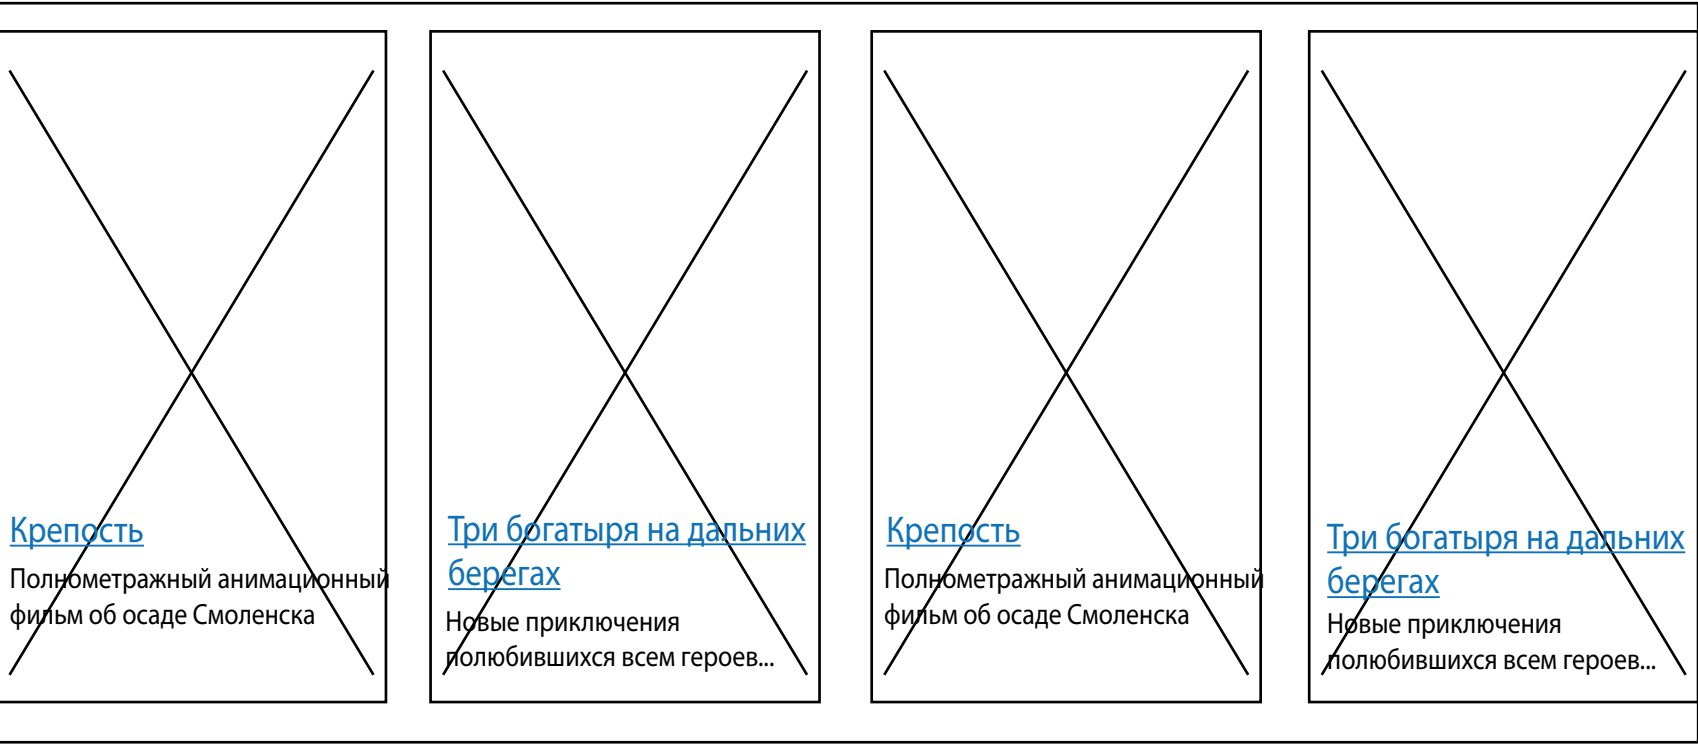 Крепость
Полнометражный анимационный
фильм об осаде Смоленска
Три богатыря на дальних
берегах
Новые приключения
полюбившихся всем героев...
Крепость
Полнометражный анимационный
фильм об осаде Смоленска
Три богатыря на дальних
берегах
Новые приключения
полюбившихся всем героев...